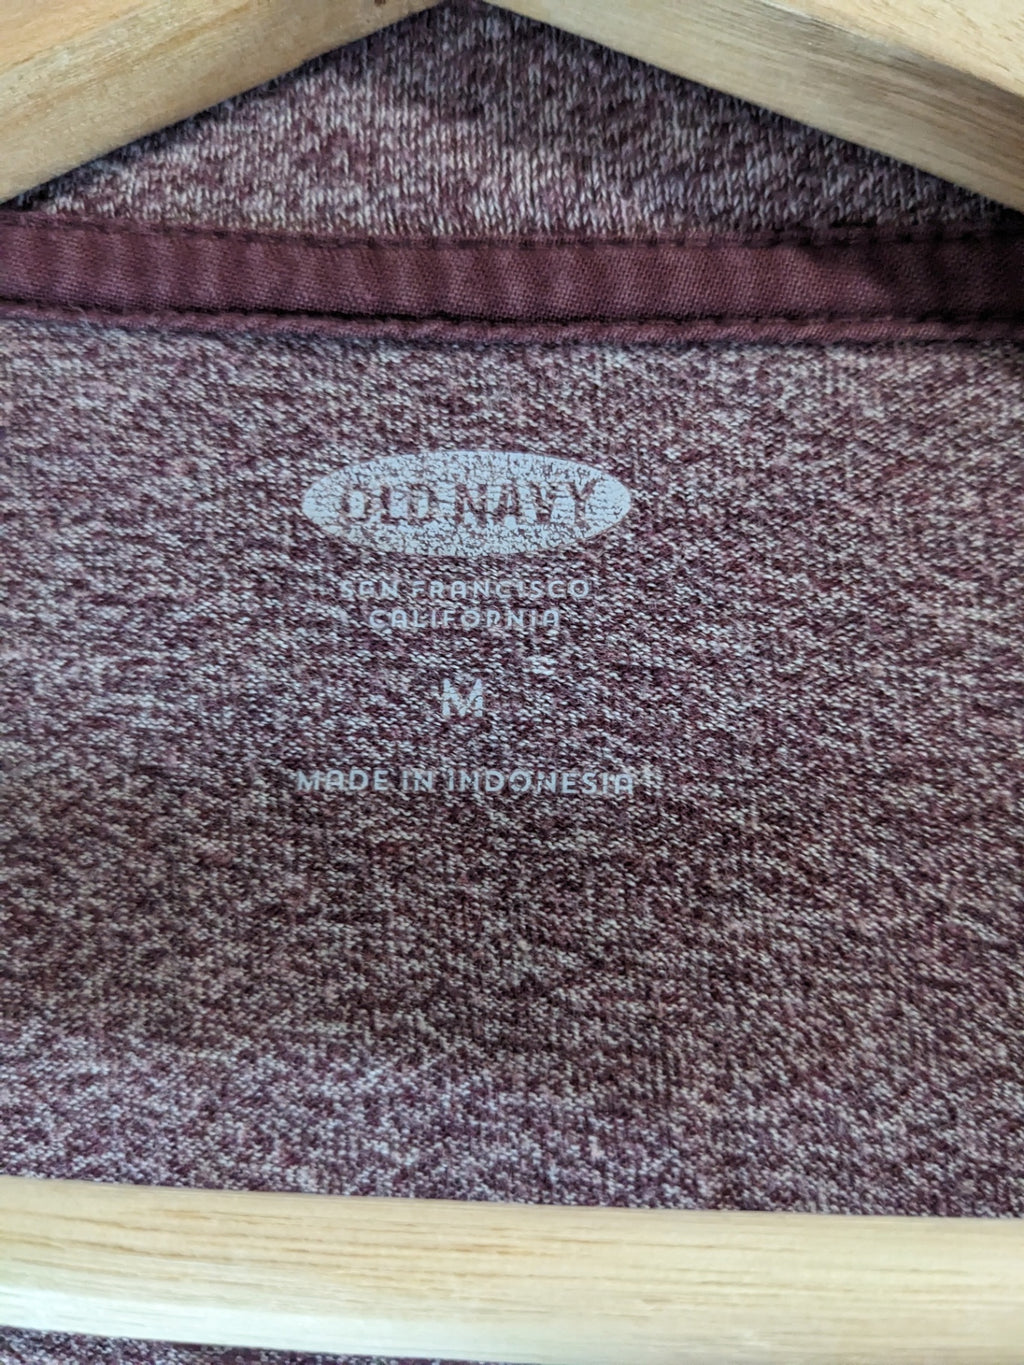 OLD NAVY
SAN FRANCISCO
CALIFORNIA
M
MADE IN INDONESIA